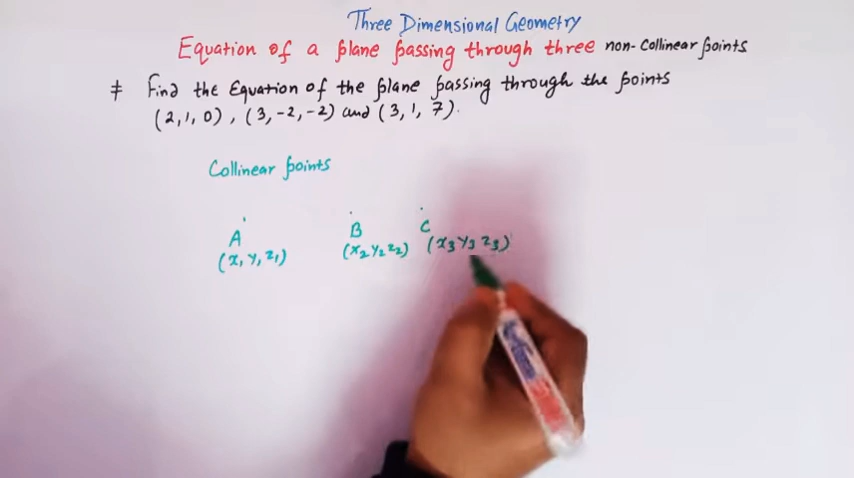 Three Dimensional Geometry
Equation of a plane passing through three non-collinear points
# Find the Equation of the plane passing through the points
(2,1,0), (3,-2,-2) and (3,1,7).
Collinear points
A B C
(x₁ y₁ z₁) (x₂ y₂ z₂) (x₃ y₃ z₃)